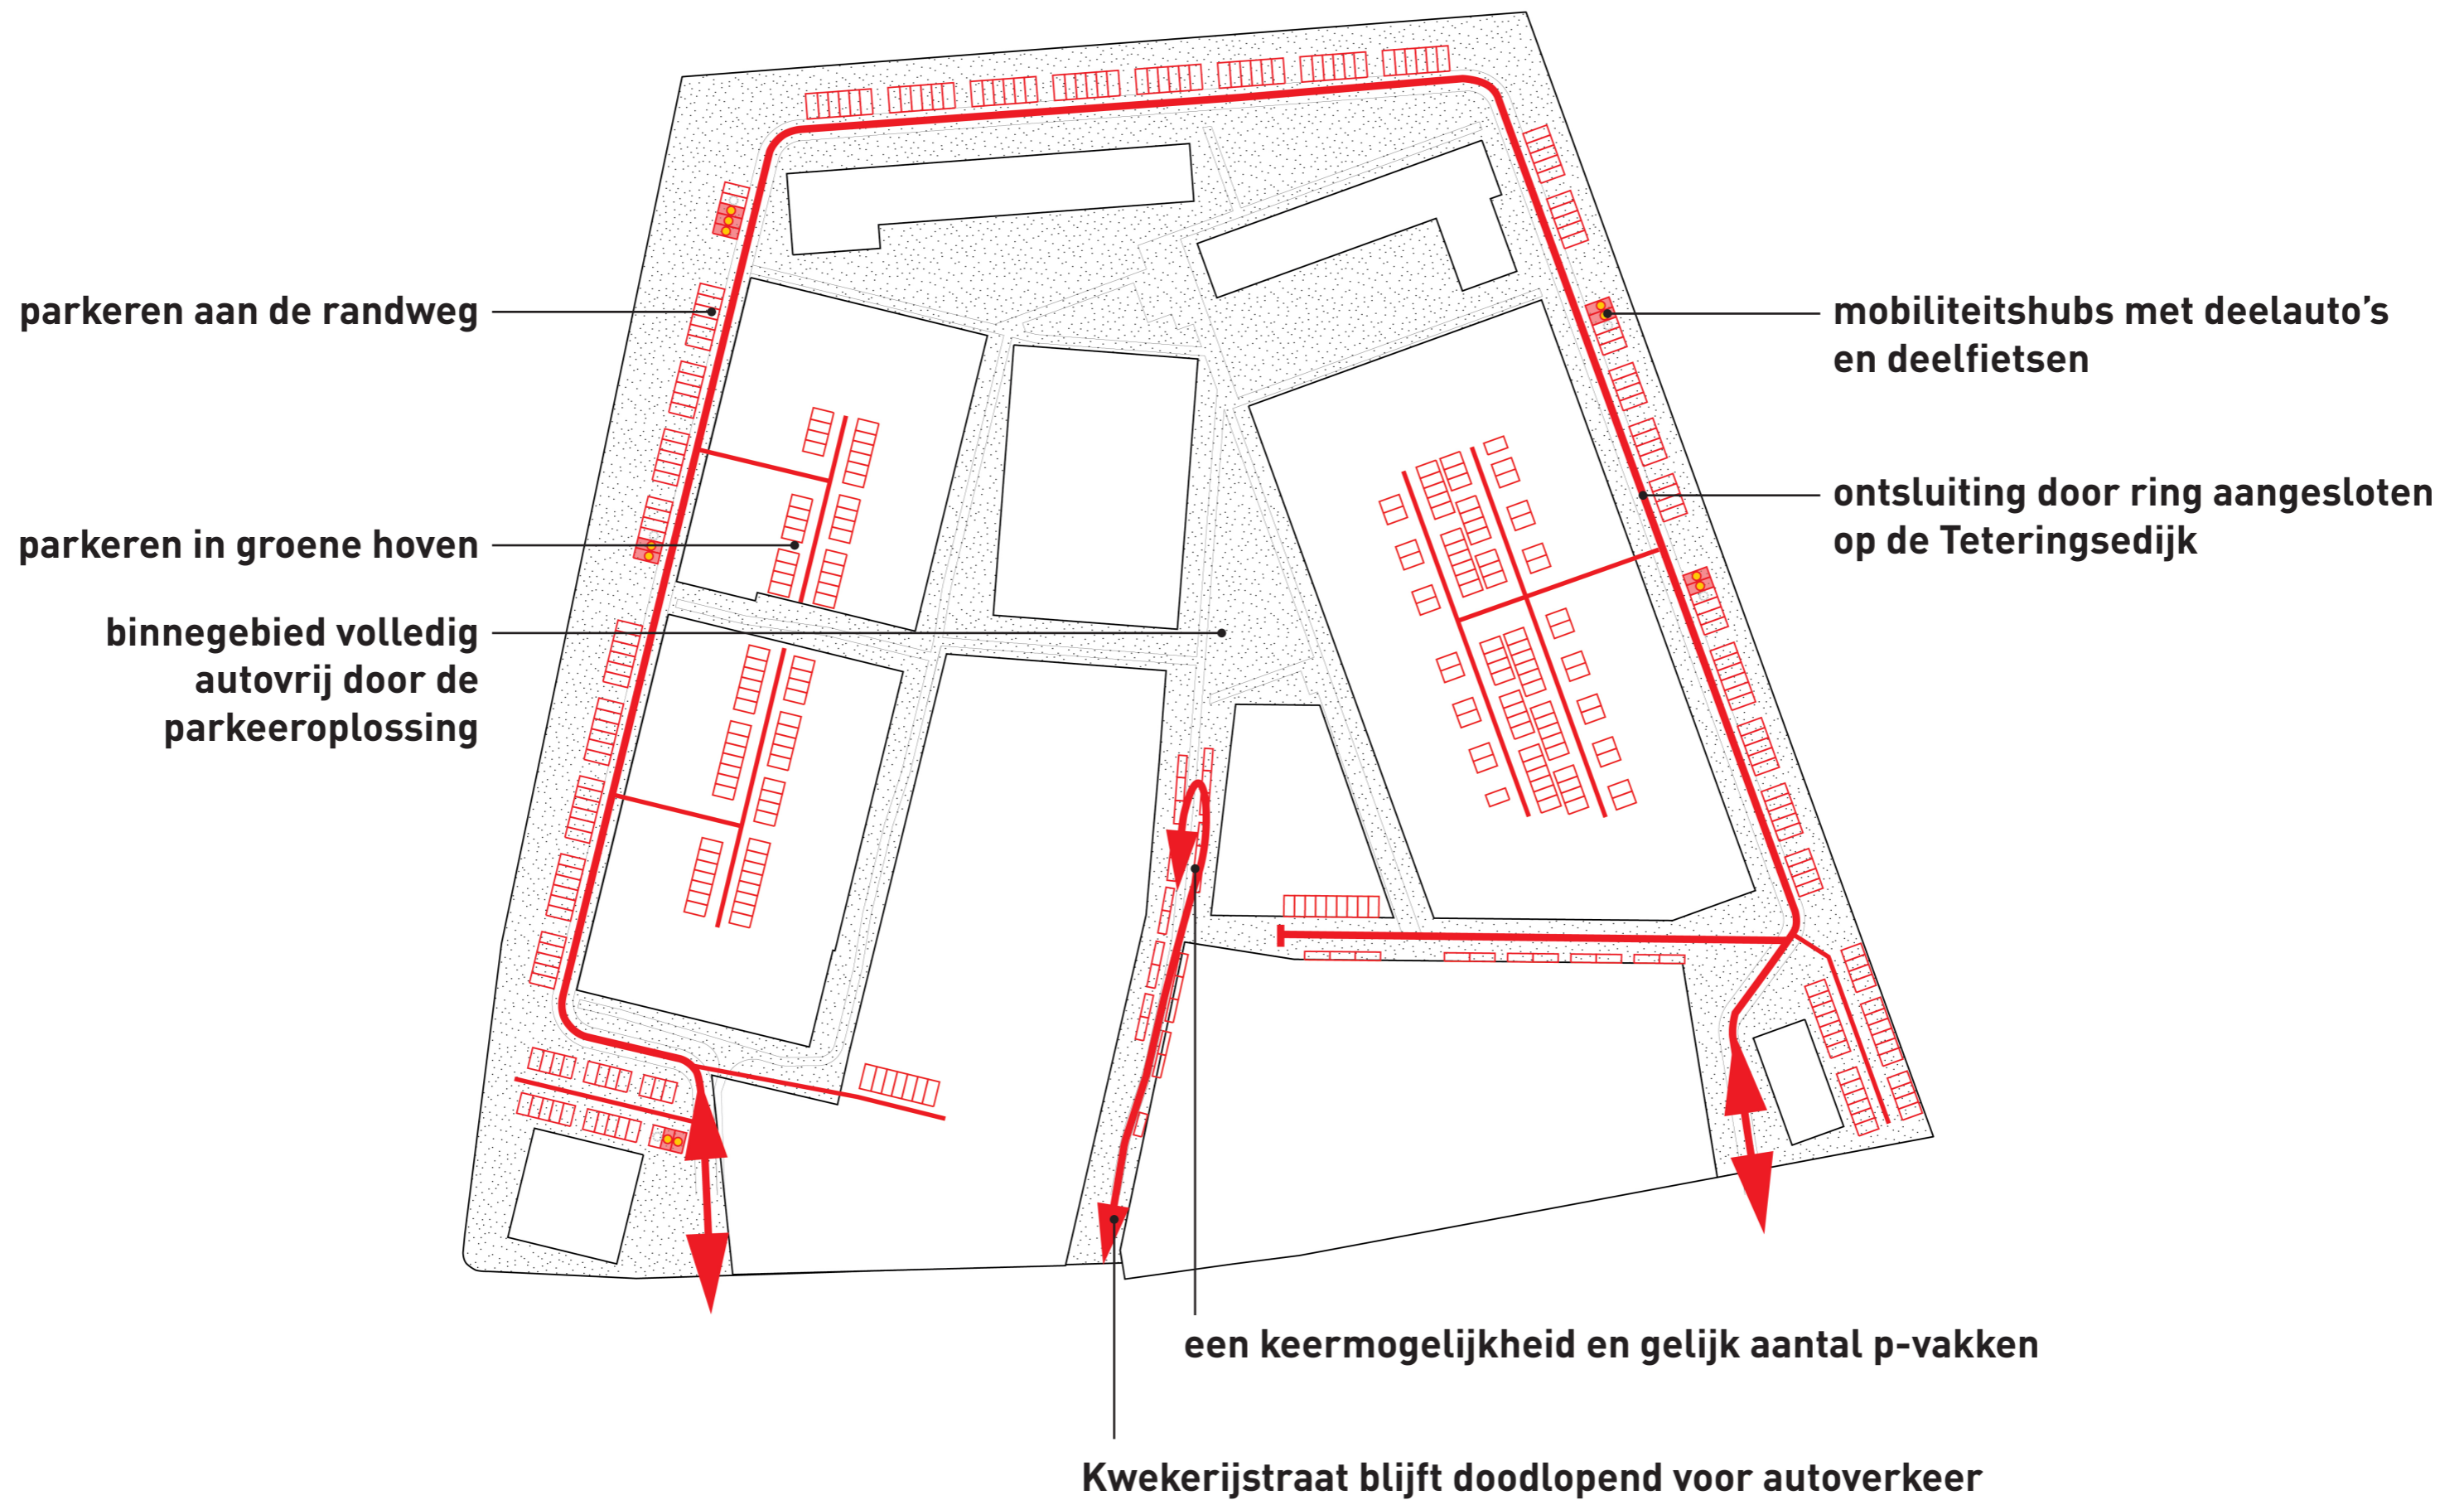 parkeren aan de randweg
parkeren in groene hoven
binnegebied volledig
autovrij door de
parkeeroplossing
mobiliteitshubs met deelauto’s
en deelfietsen
ontsluiting door ring aangesloten
op de Teteringsedijk
een keermogelijkheid en gelijk aantal p-vakken
Kwekerijstraat blijft doodlopend voor autoverkeer